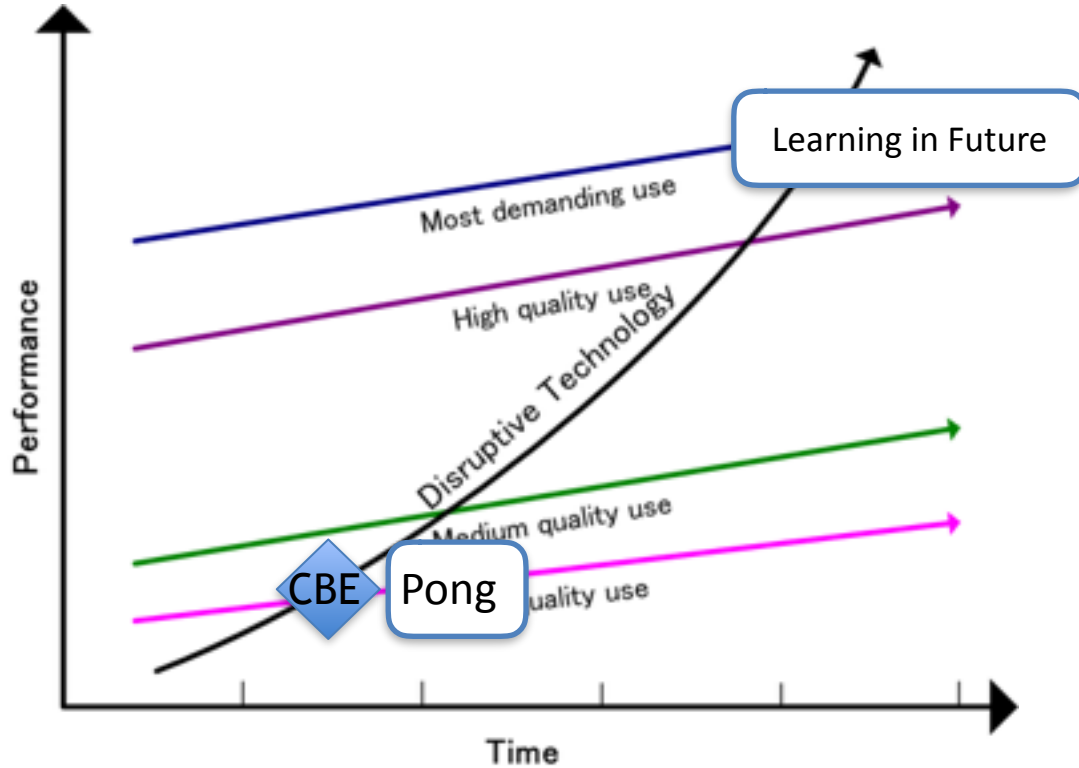 Learning in Future
Most demanding use
High quality use
Disruptive Technology
Medium quality use
CBE
Pong
quality use
Performance
Time